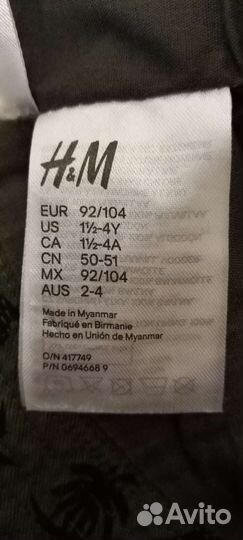 H&M
EUR 92/104
US 1½-4Y
CA 1½-4A
CN 50-51
MX 92/104
AUS 2-4
Made in Myanmar
Fabriqué en Birmanie
Hecho en Unión de Myanmar
O/N 417749
P/N 0694668 9
Avito